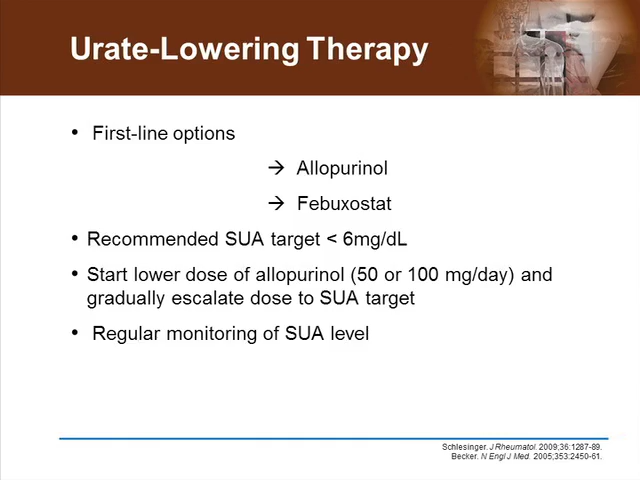 Urate-Lowering Therapy
• First-line options
→ Allopurinol
→ Febuxostat
• Recommended SUA target < 6mg/dL
• Start lower dose of allopurinol (50 or 100 mg/day) and
gradually escalate dose to SUA target
• Regular monitoring of SUA level
Schlesinger. J Rheumatol. 2009;36:1287-89.
Becker. N Engl J Med. 2005;353:2450-61.